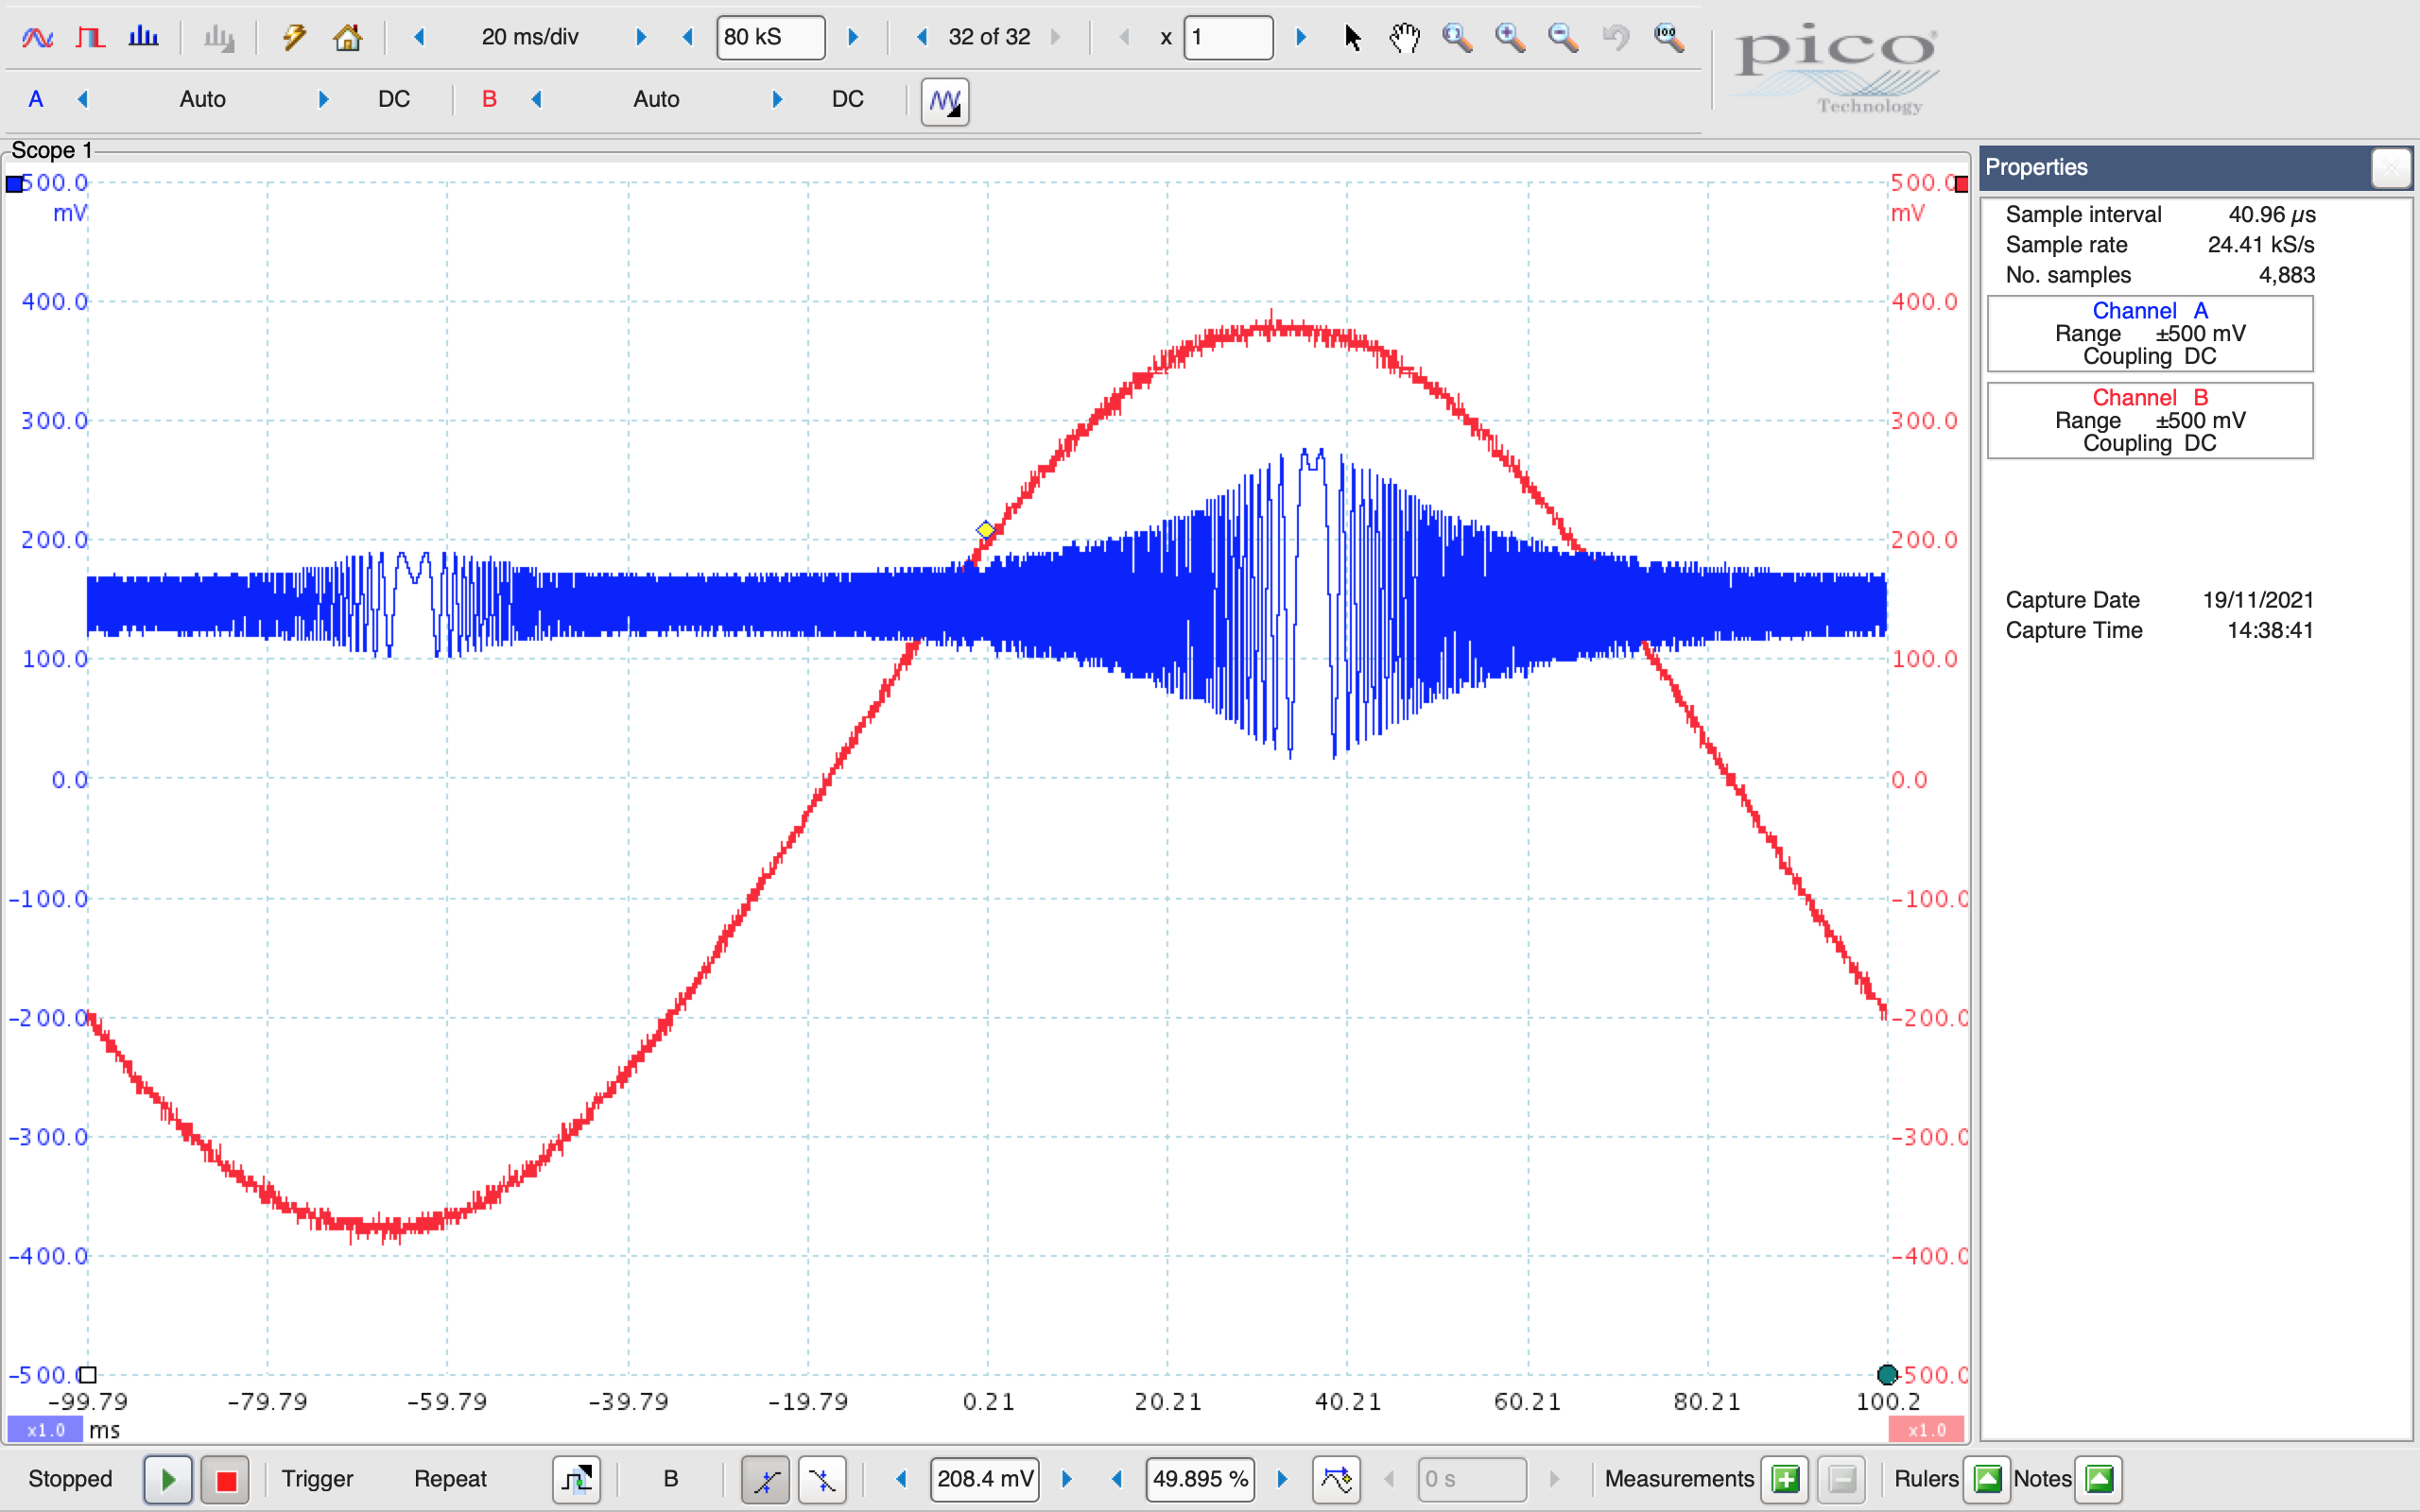 20 ms/div 80 kS 32 of 32 x 1
pico
Technology
A Auto DC B Auto DC
Scope 1
500.0
mV
400.0
300.0
200.0
100.0
0.0
-100.0
-200.0
-300.0
-400.0
-500.0
500.0
mV
400.0
300.0
200.0
100.0
0.0
-100.0
-200.0
-300.0
-400.0
-500.0
-99.79 -79.79 -59.79 -39.79 -19.79 0.21 20.21 40.21 60.21 80.21 100.2
x1.0 ms x1.0
Properties
Sample interval 40.96 µs
Sample rate 24.41 kS/s
No. samples 4,883
Channel A
Range ±500 mV
Coupling DC
Channel B
Range ±500 mV
Coupling DC
Capture Date 19/11/2021
Capture Time 14:38:41
Stopped Trigger Repeat B 208.4 mV 49.895 % 0 s Measurements Rulers Notes